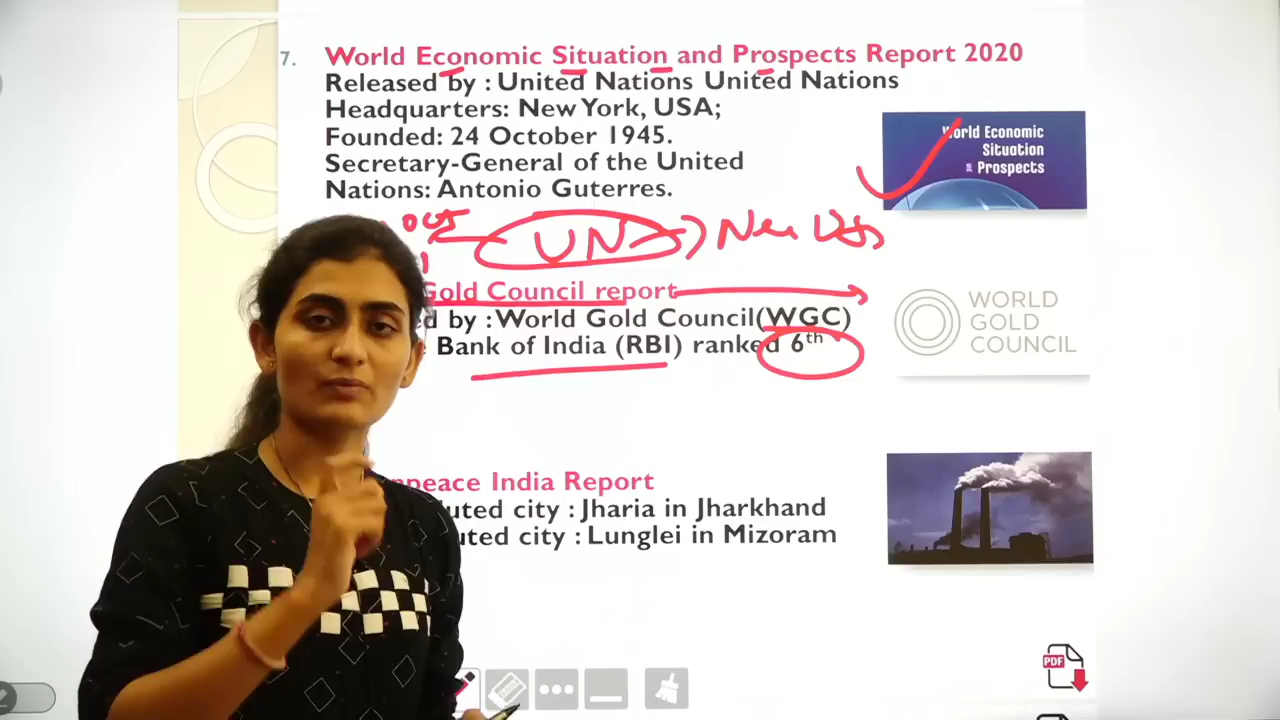 7. World Economic Situation and Prospects Report 2020
Released by : United Nations United Nations
Headquarters: New York, USA;
Founded: 24 October 1945.
Secretary-General of the United
Nations: Antonio Guterres.
World Economic
Situation
& Prospects
UN
Gold Council report
by : World Gold Council(WGC)
Bank of India (RBI) ranked 6th
WORLD
GOLD
COUNCIL
India Report
city : Jharia in Jharkhand
city : Lunglei in Mizoram
PDF